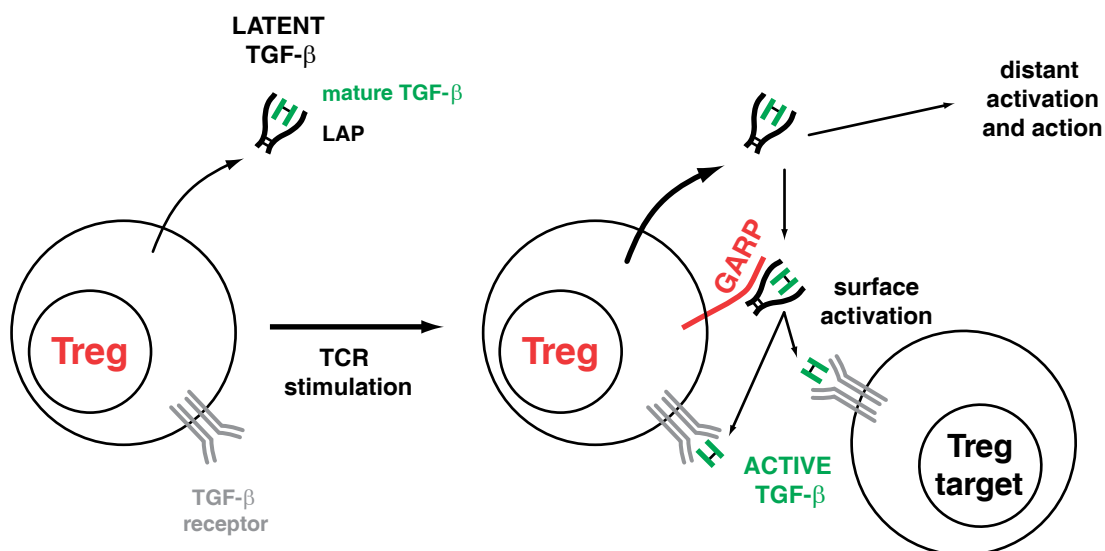 LATENT
TGF-β
mature TGF-β
LAP
Treg
TGF-β
receptor
TCR
stimulation
distant
activation
and action
GARP
surface
activation
Treg
ACTIVE
TGF-β
Treg
target